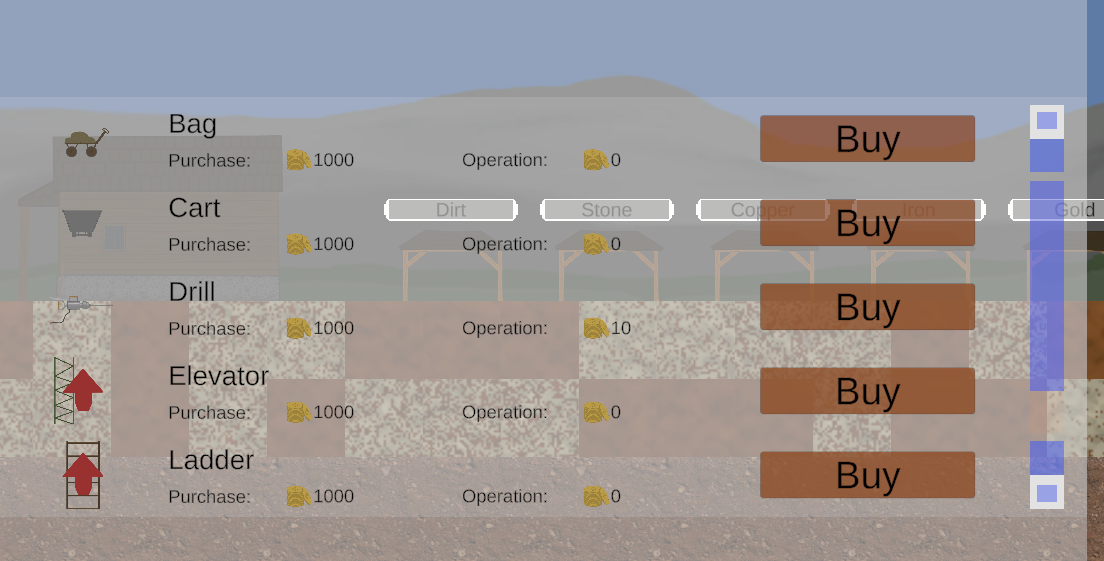 Bag
Purchase: 1000 Operation: 0 Buy
Cart
Dirt Stone Copper Iron Gold
Purchase: 1000 Operation: 0 Buy
Drill
Purchase: 1000 Operation: 10 Buy
Elevator
Purchase: 1000 Operation: 0 Buy
Ladder
Purchase: 1000 Operation: 0 Buy